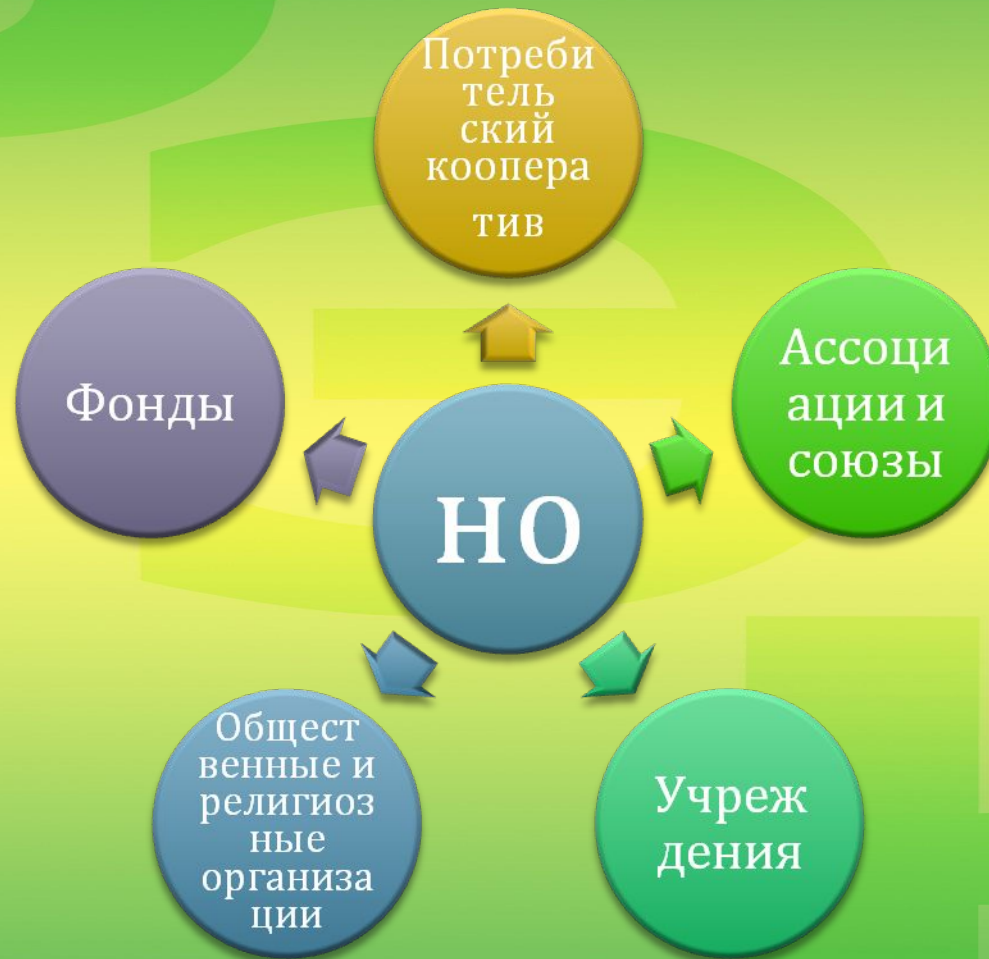 Потреби
тель
ский
коопера
тив
Ассоци
ации и
союзы
Фонды
НО
Общест
венные и
религиоз
ные
организа
ции
Учреж
дения